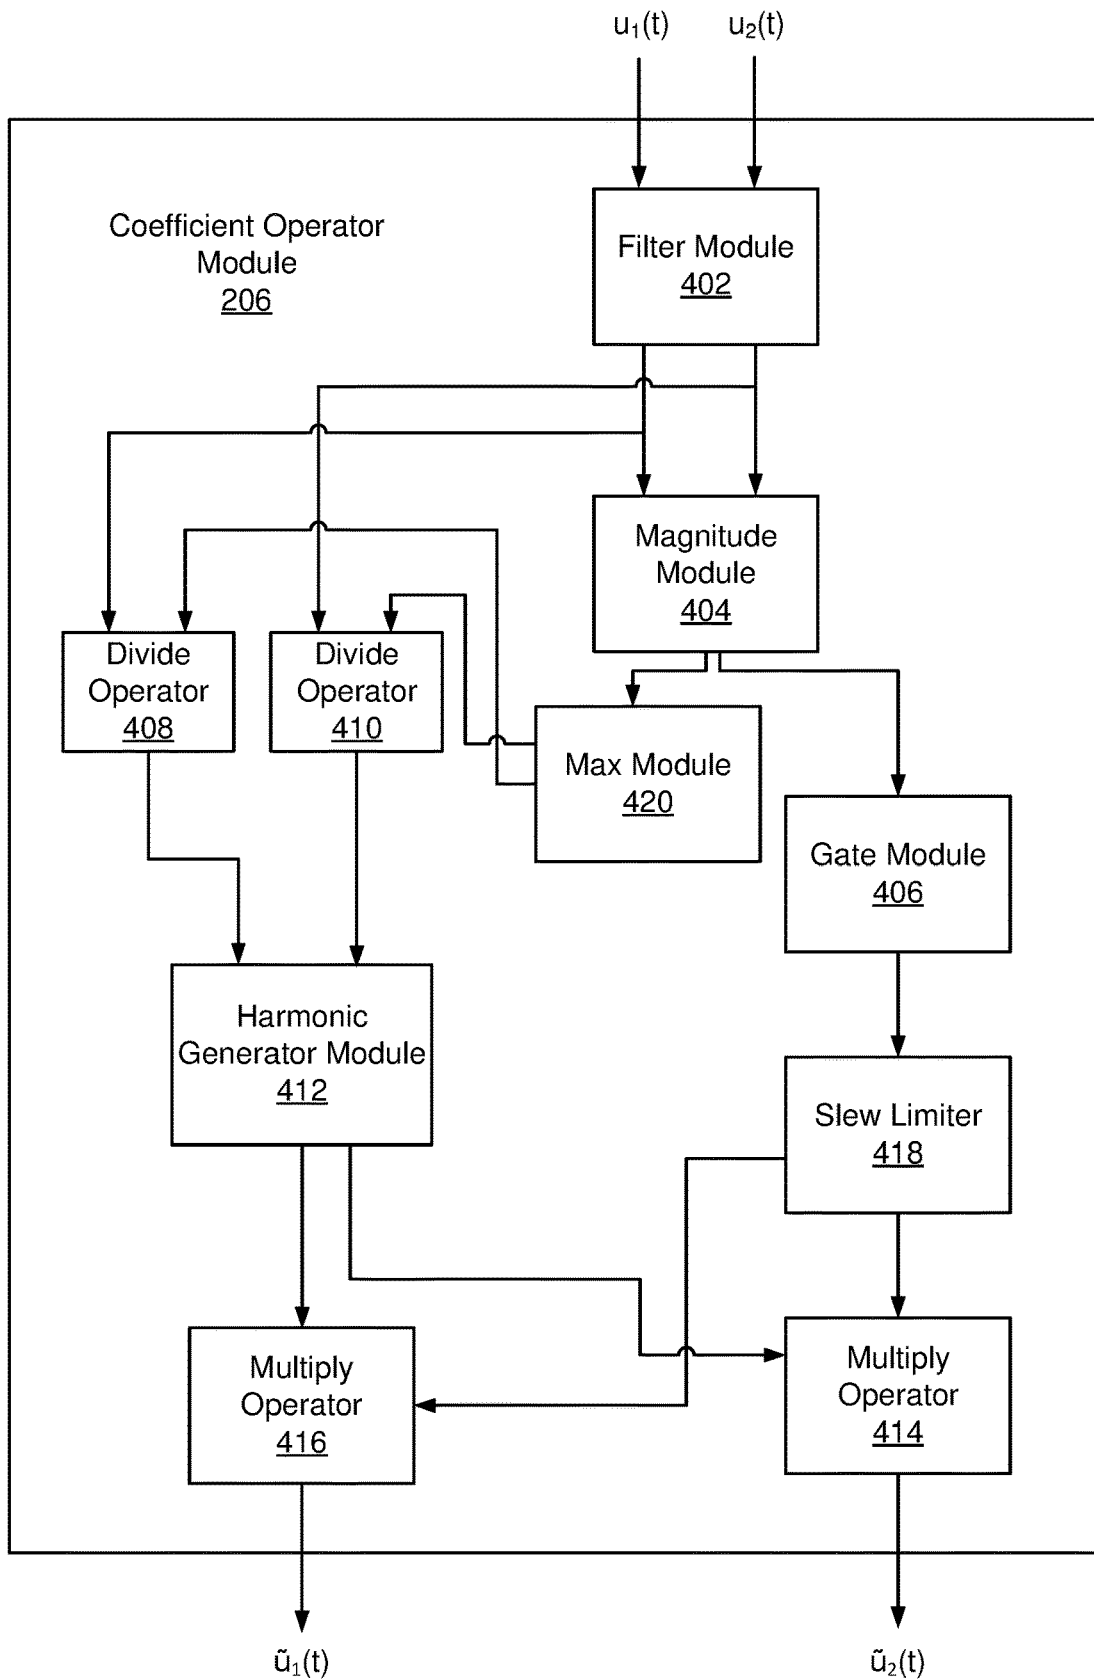 u₁(t) u₂(t)
Coefficient Operator
Module
206
Filter Module
402
Magnitude
Module
404
Divide
Operator
408
Divide
Operator
410
Max Module
420
Gate Module
406
Harmonic
Generator Module
412
Slew Limiter
418
Multiply
Operator
416
Multiply
Operator
414
ũ₁(t) ũ₂(t)